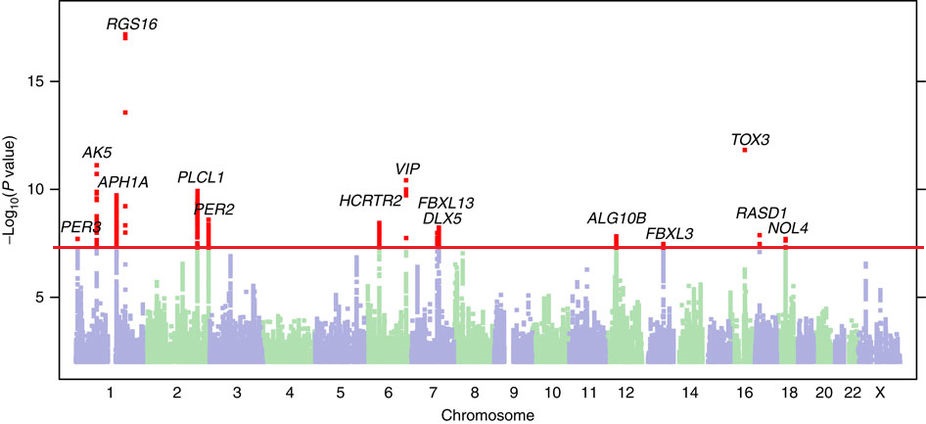 RGS16
15
TOX3
AK5
VIP
APH1A
PLCL1
10
HCRTR2
FBXL13
PER2
DLX5
RASD1
ALG10B
PER3
NOL4
FBXL3
5
−Log10(P value)
1 2 3 4 5 6 7 8 9 10 11 12 14 16 18 20 22 X
Chromosome